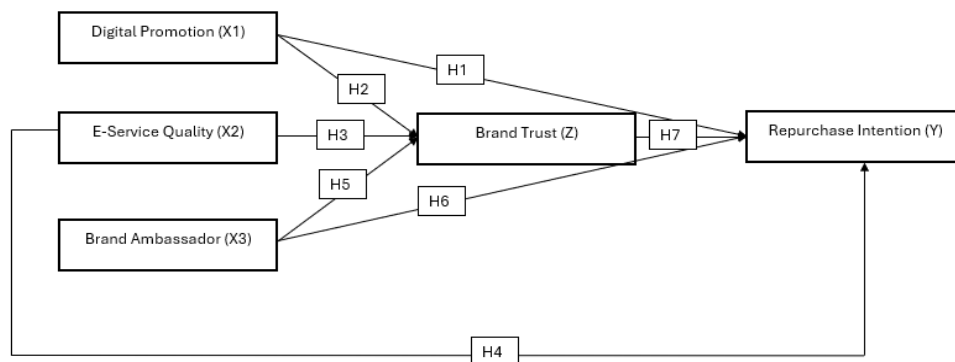 Digital Promotion (X1)
H1
H2
E-Service Quality (X2)
H3
Brand Trust (Z)
H7
Repurchase Intention (Y)
H5
H6
Brand Ambassador (X3)
H4